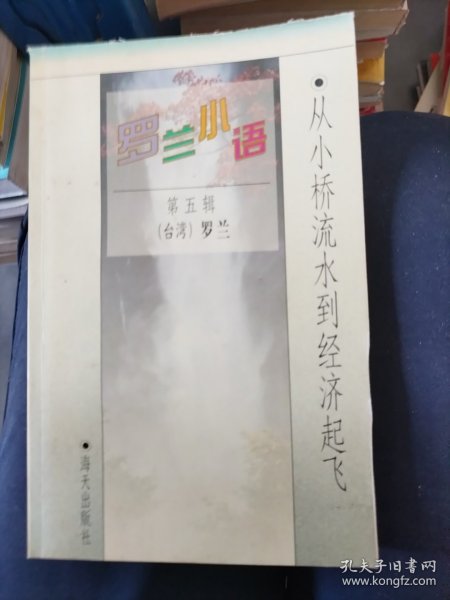 罗兰小语
第五辑
(台湾) 罗兰
●从小桥流水到经济起飞
●海天出版社
孔夫子旧书网
www.kongfz.com